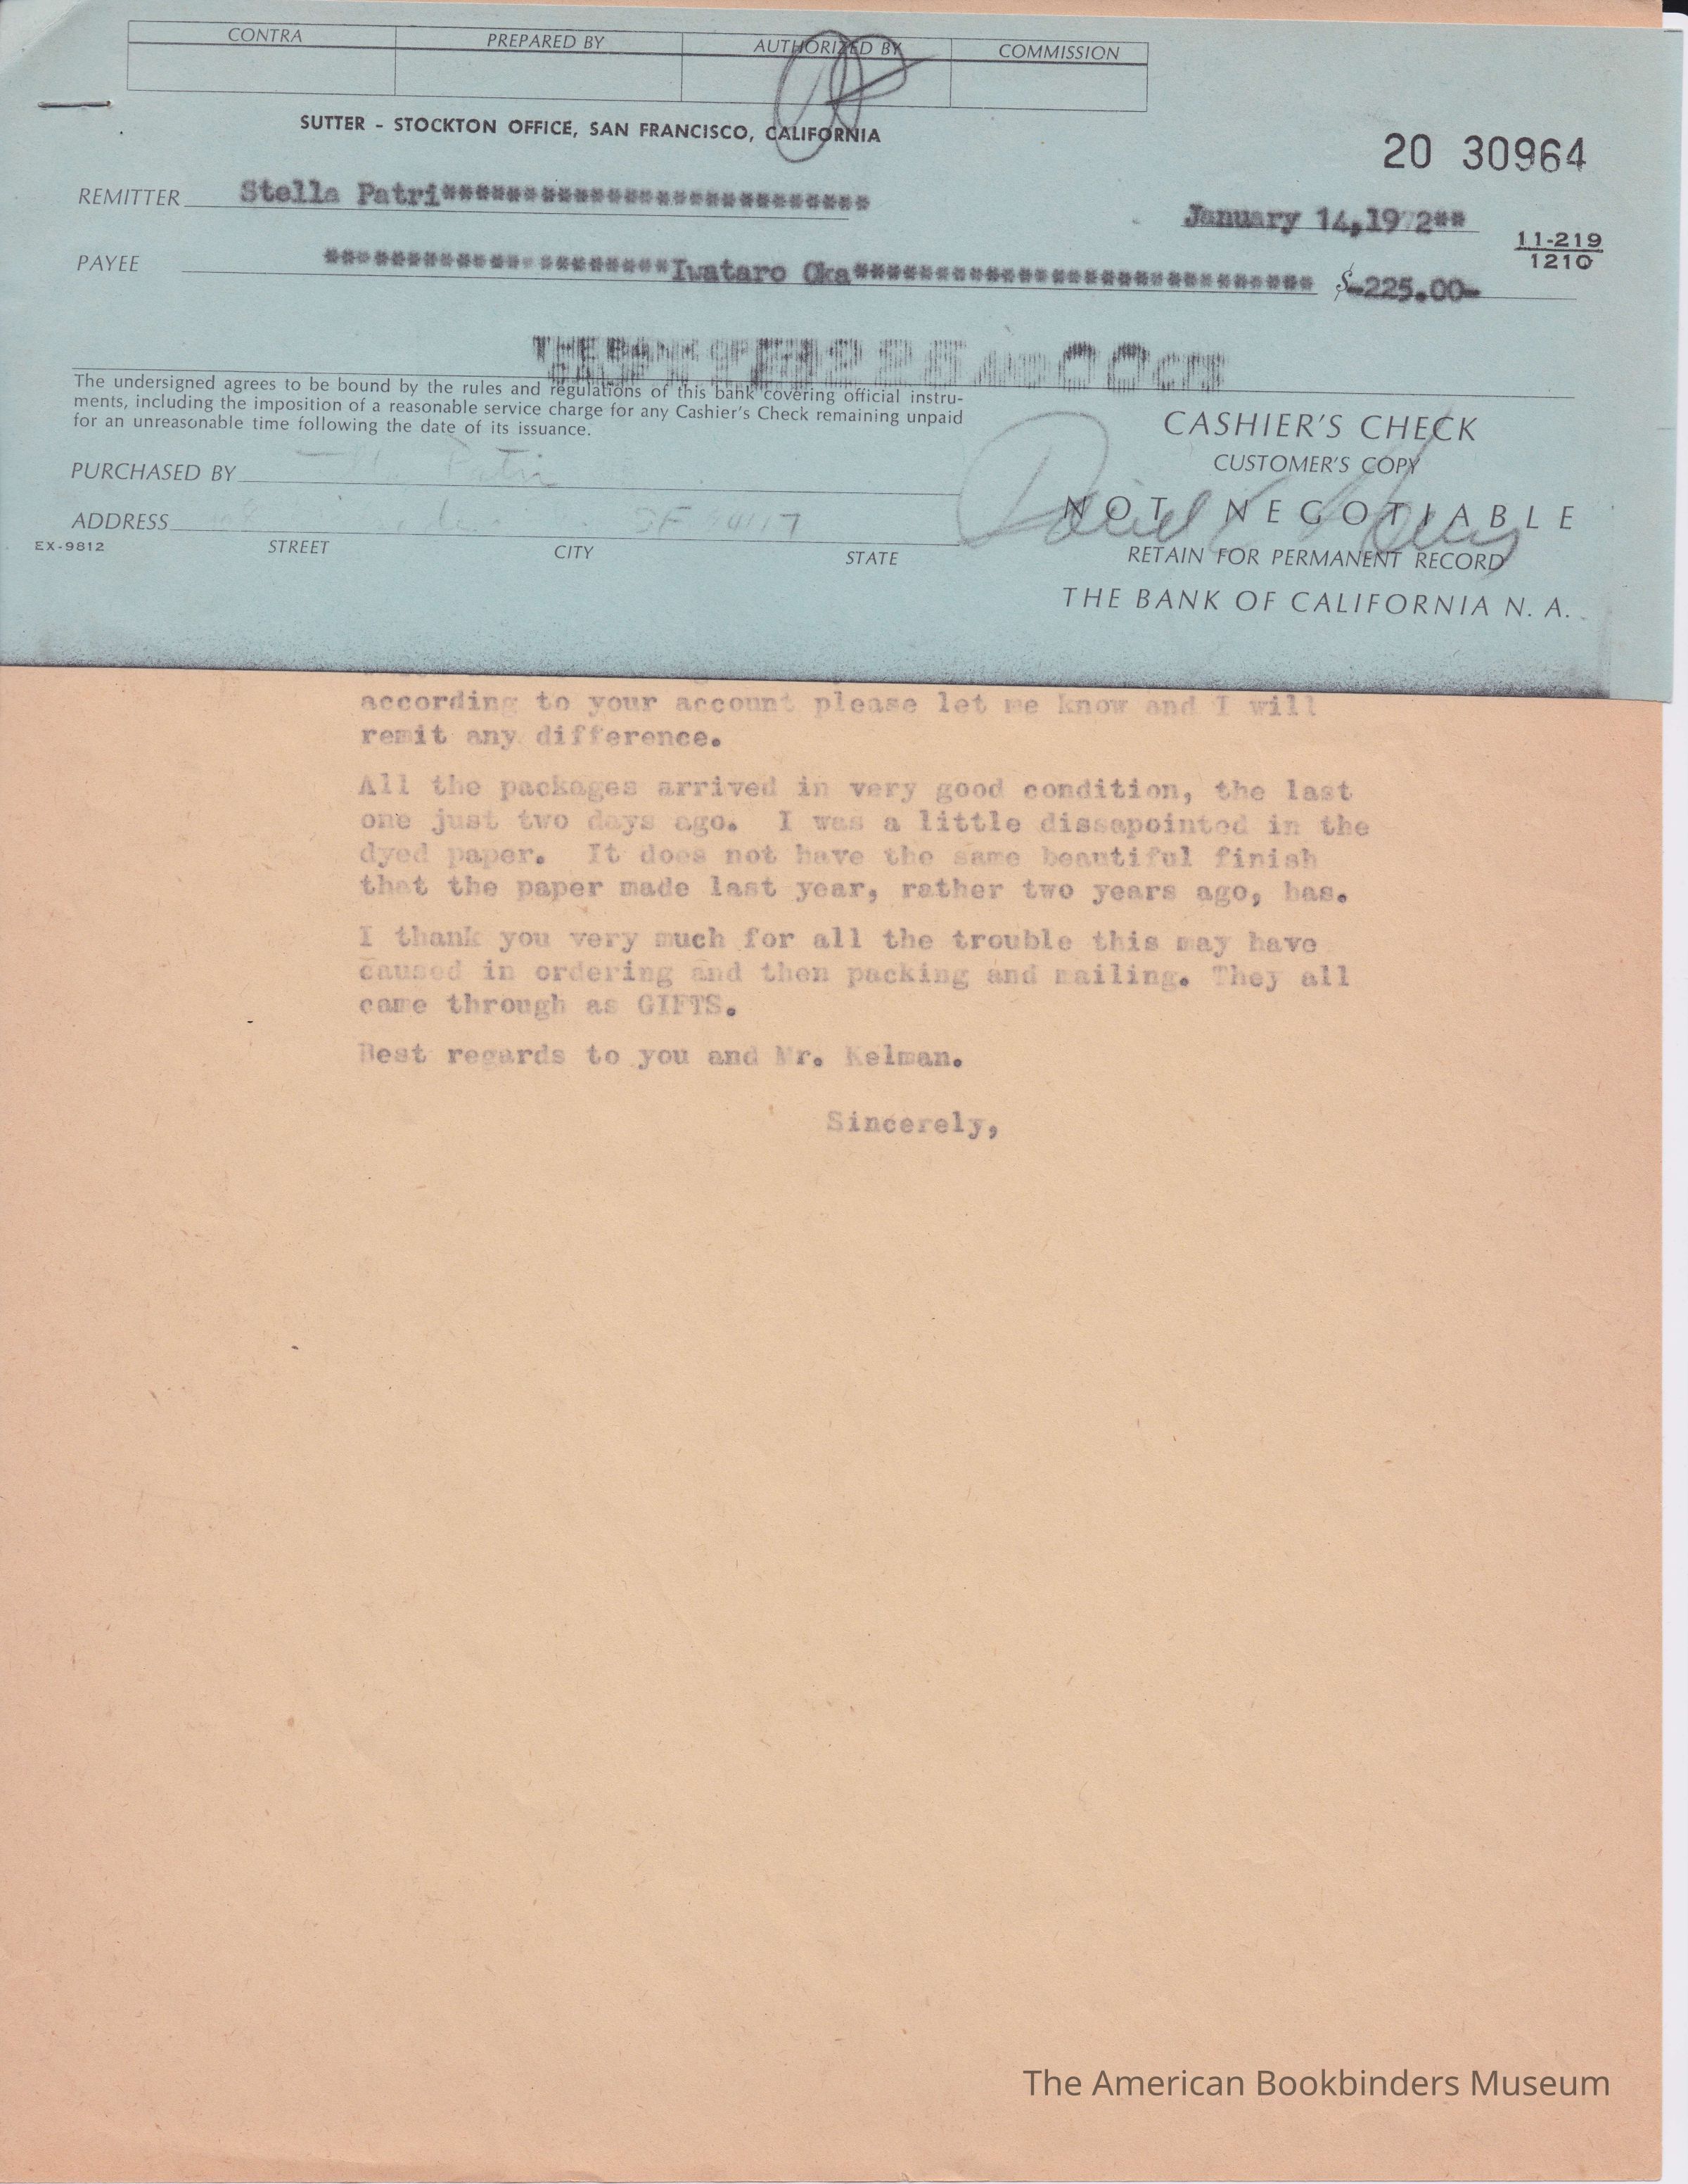 CONTRA PREPARED BY AUTHORIZED BY COMMISSION
SUTTER - STOCKTON OFFICE, SAN FRANCISCO, CALIFORNIA
20 30964
REMITTER Stella Patri**************************
January 14,1972**
11-219
1210
PAYEE *********************Iwataro Oka**************************** $-225.00-
The undersigned agrees to be bound by the rules and regulations of this bank covering official instru-
ments, including the imposition of a reasonable service charge for any Cashier's Check remaining unpaid
for an unreasonable time following the date of its issuance.
CASHIER'S CHECK
CUSTOMER'S COPY
PURCHASED BY Patri
NOT NEGOTIABLE
ADDRESS SF 94117
EX-9812 STREET CITY STATE
RETAIN FOR PERMANENT RECORD
THE BANK OF CALIFORNIA N. A.
according to your account please let me know and I will
remit any difference.
All the packages arrived in very good condition, the last
one just two days ago. I was a little dissapointed in the
dyed paper. It does not have the same beautiful finish
that the paper made last year, rather two years ago, has.
I thank you very much for all the trouble this may have
caused in ordering and then packing and mailing. They all
came through as GIFTS.
Best regards to you and Mr. Kelman.
Sincerely,
The American Bookbinders Museum